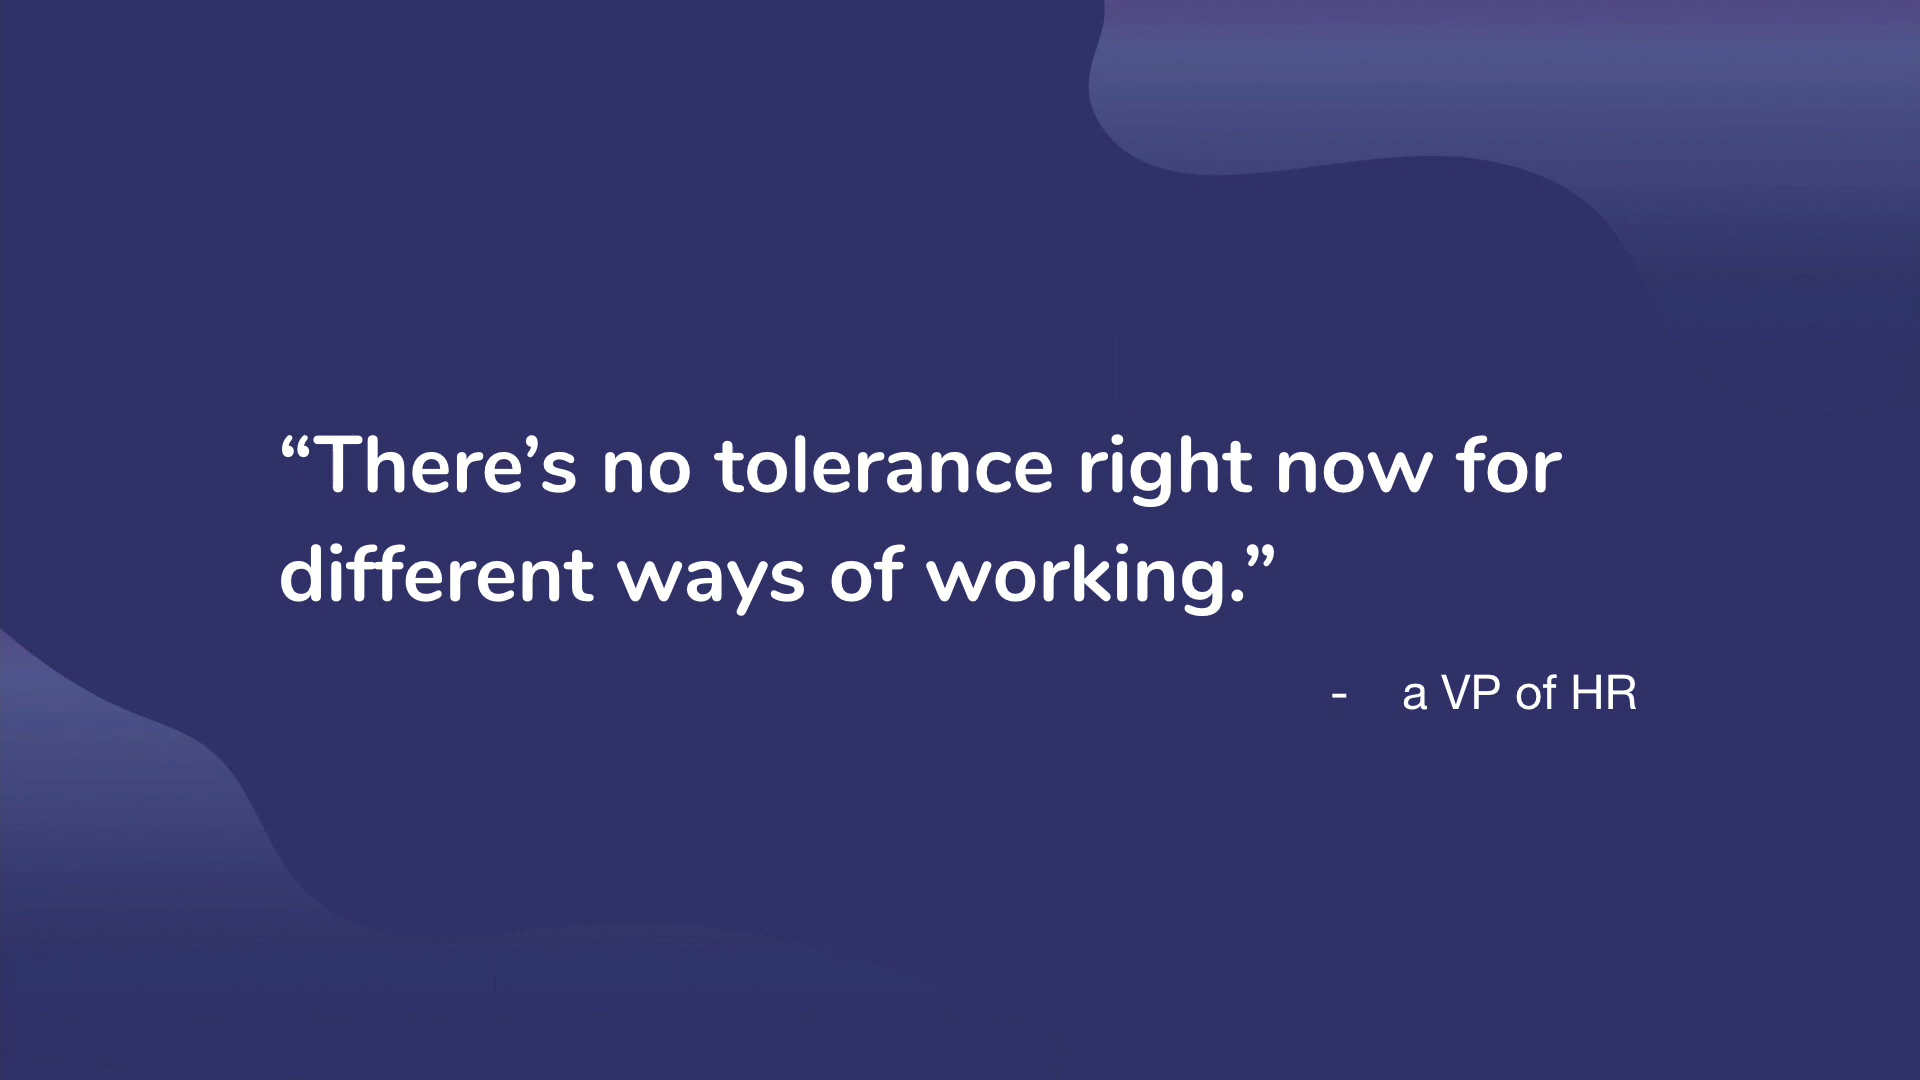 “There’s no tolerance right now for
different ways of working.”
- a VP of HR